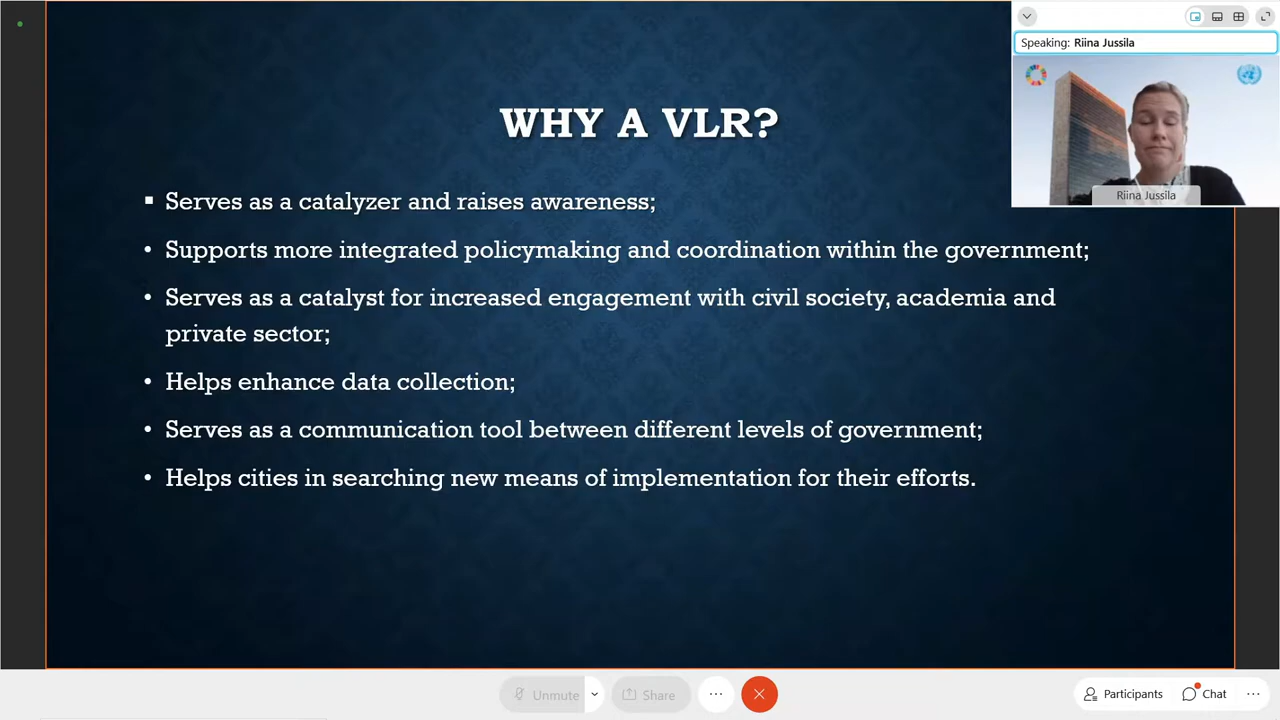 Speaking: Riina Jussila
Riina Jussila
WHY A VLR?
Serves as a catalyzer and raises awareness;
Supports more integrated policymaking and coordination within the government;
Serves as a catalyst for increased engagement with civil society, academia and
private sector;
Helps enhance data collection;
Serves as a communication tool between different levels of government;
Helps cities in searching new means of implementation for their efforts.
Unmute
Share
Participants
Chat